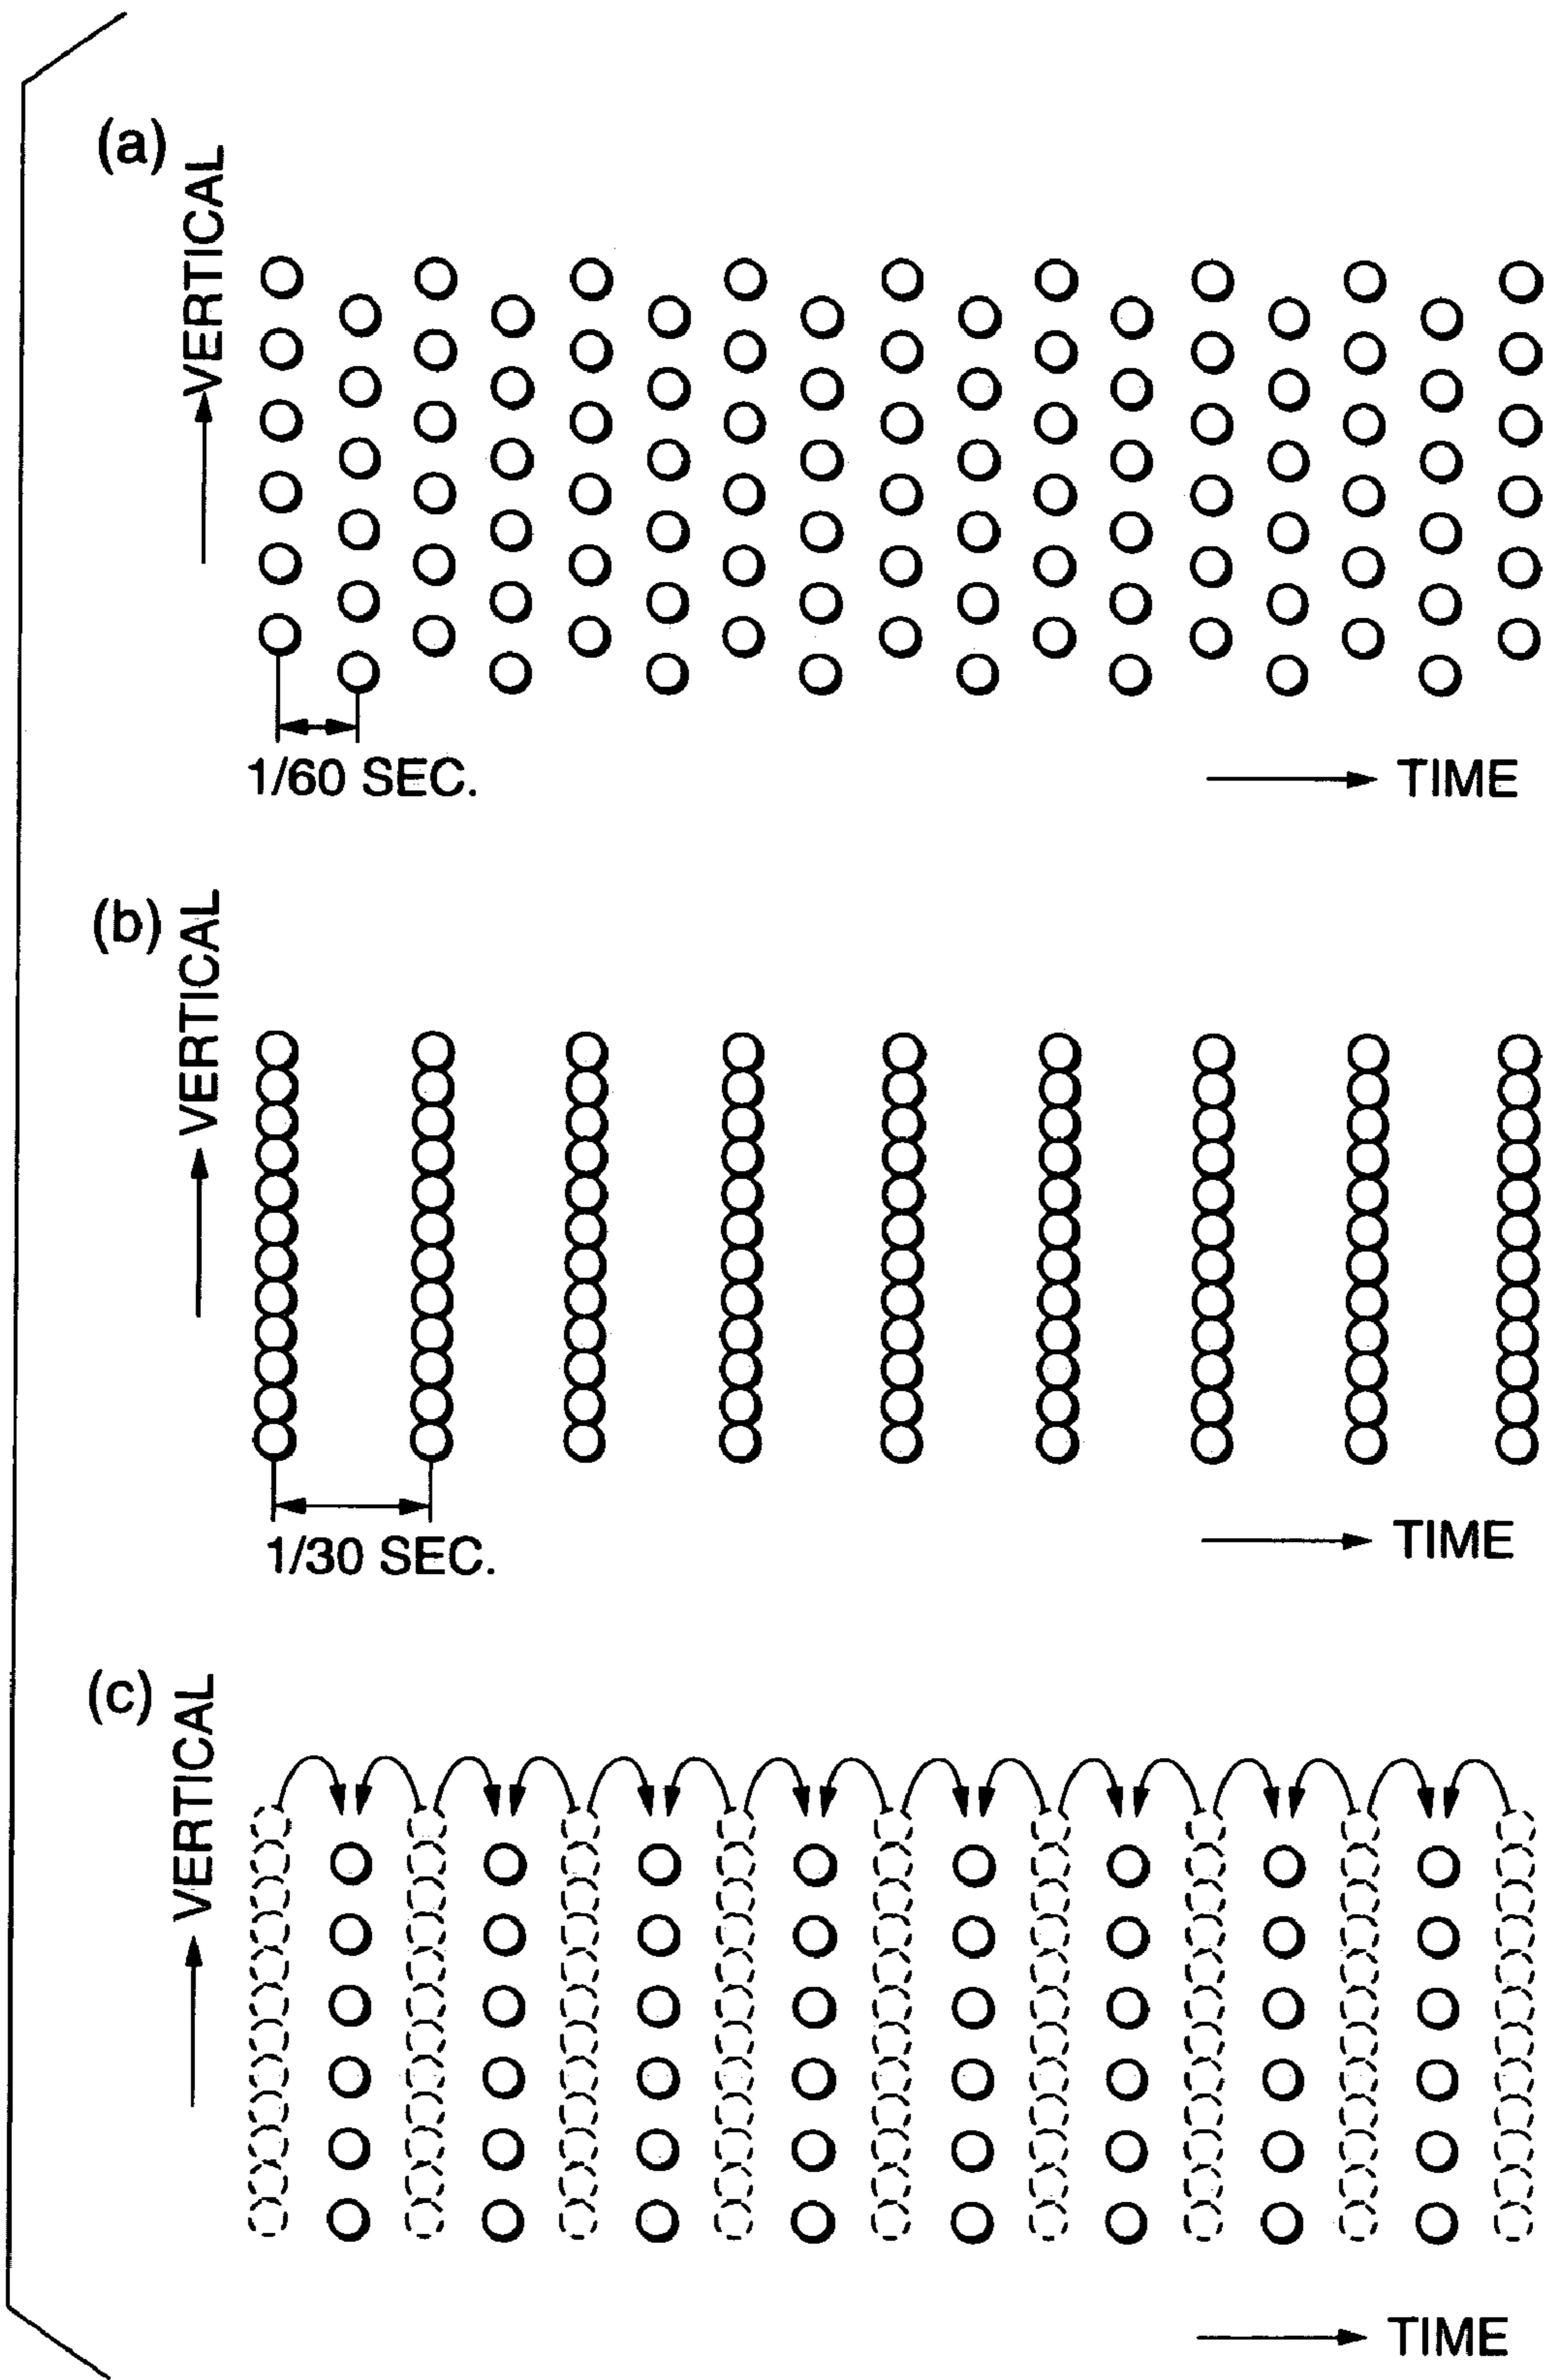 (a)
VERTICAL
1/60 SEC.
TIME
(b)
VERTICAL
1/30 SEC.
TIME
(c)
VERTICAL
TIME